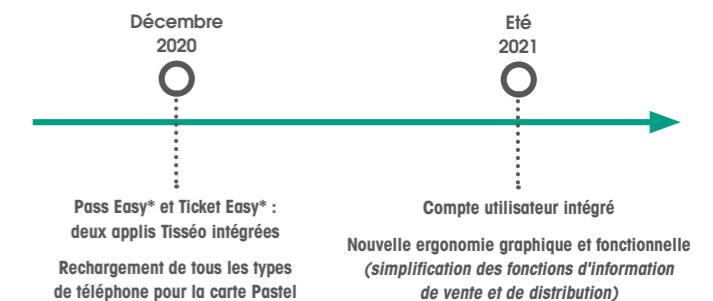 Décembre
2020
Eté
2021
Pass Easy* et Ticket Easy* :
deux applis Tisséo intégrées
Rechargement de tous les types
de téléphone pour la carte Pastel
Compte utilisateur intégré
Nouvelle ergonomie graphique et fonctionnelle
(simplification des fonctions d'information
de vente et de distribution)